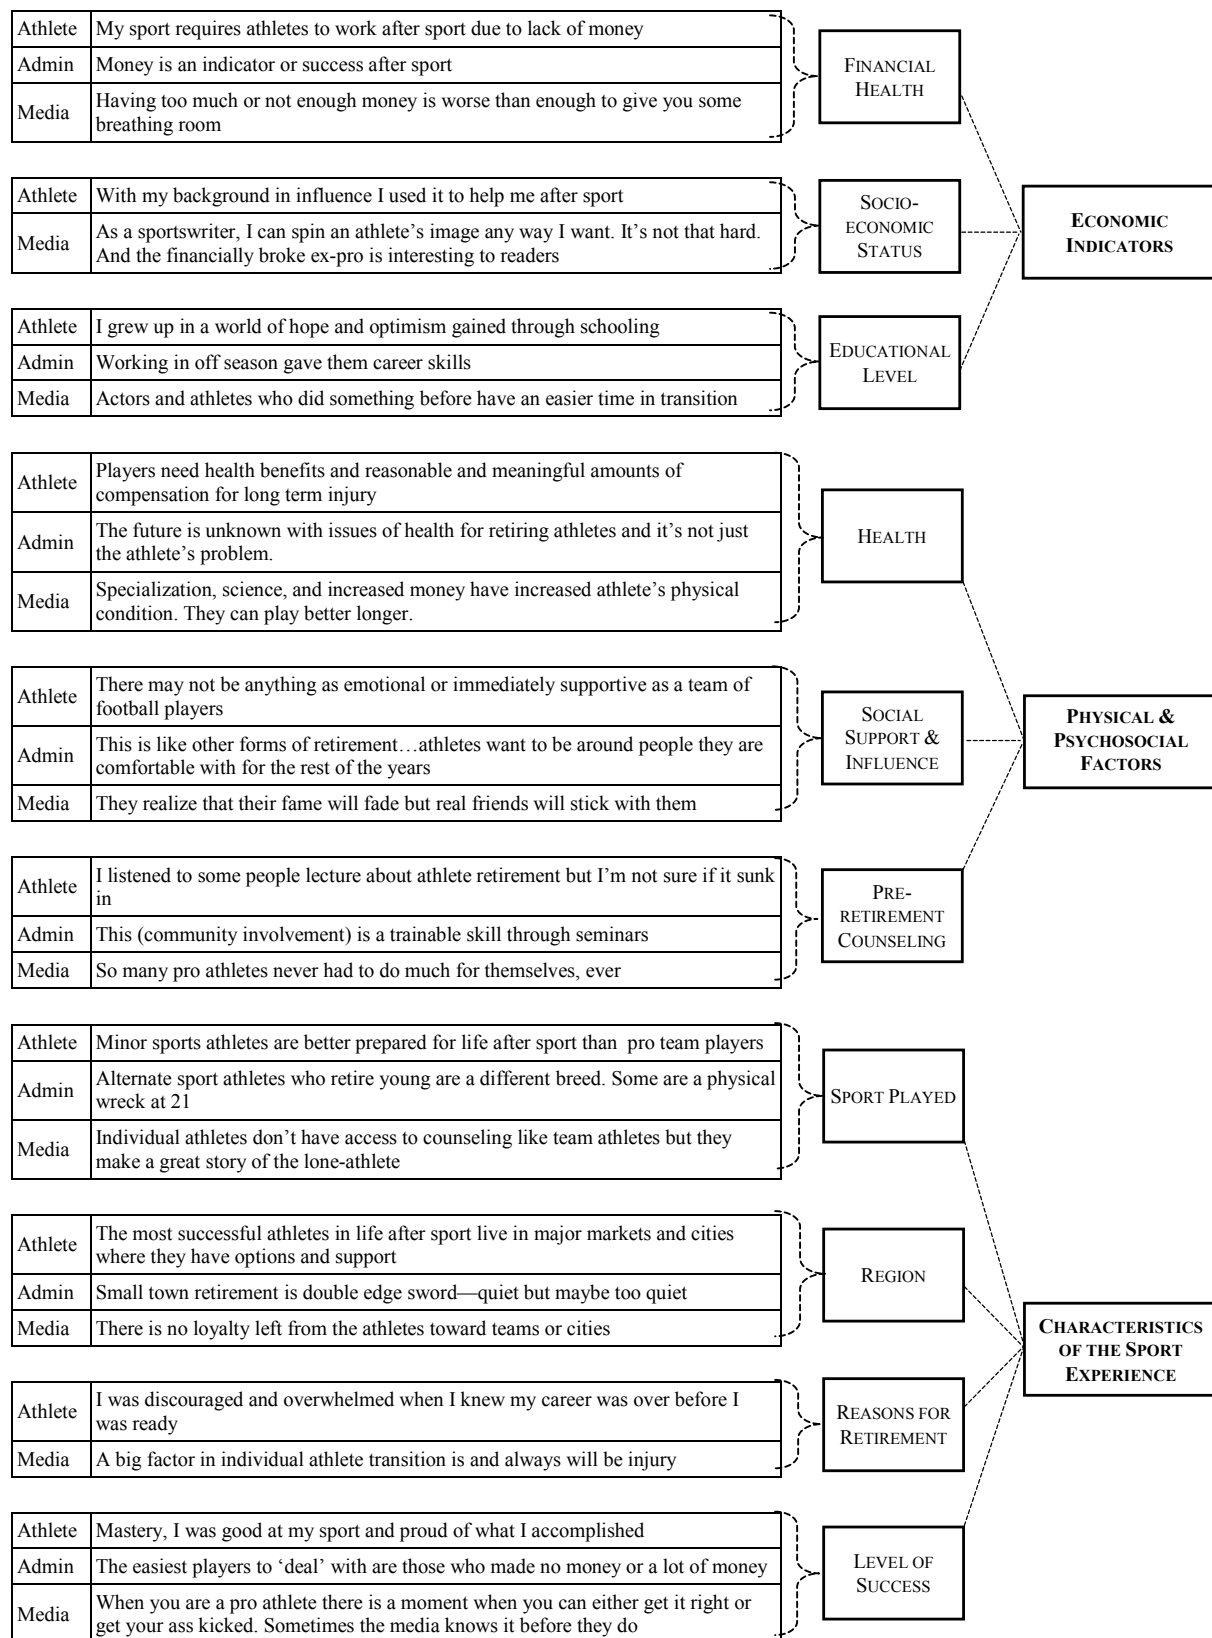 Athlete My sport requires athletes to work after sport due to lack of money
Admin Money is an indicator or success after sport
Media Having too much or not enough money is worse than enough to give you some
breathing room
FINANCIAL
HEALTH
Athlete With my background in influence I used it to help me after sport
Media As a sportswriter, I can spin an athlete’s image any way I want. It’s not that hard.
And the financially broke ex-pro is interesting to readers
SOCIO-
ECONOMIC
STATUS
Athlete I grew up in a world of hope and optimism gained through schooling
Admin Working in off season gave them career skills
Media Actors and athletes who did something before have an easier time in transition
EDUCATIONAL
LEVEL
ECONOMIC
INDICATORS
Athlete Players need health benefits and reasonable and meaningful amounts of
compensation for long term injury
Admin The future is unknown with issues of health for retiring athletes and it’s not just
the athlete’s problem.
Media Specialization, science, and increased money have increased athlete’s physical
condition. They can play better longer.
HEALTH
Athlete There may not be anything as emotional or immediately supportive as a team of
football players
Admin This is like other forms of retirement…athletes want to be around people they are
comfortable with for the rest of the years
Media They realize that their fame will fade but real friends will stick with them
SOCIAL
SUPPORT &
INFLUENCE
Athlete I listened to some people lecture about athlete retirement but I’m not sure if it sunk
in
Admin This (community involvement) is a trainable skill through seminars
Media So many pro athletes never had to do much for themselves, ever
PRE-
RETIREMENT
COUNSELING
PHYSICAL &
PSYCHOSOCIAL
FACTORS
Athlete Minor sports athletes are better prepared for life after sport than pro team players
Admin Alternate sport athletes who retire young are a different breed. Some are a physical
wreck at 21
Media Individual athletes don’t have access to counseling like team athletes but they
make a great story of the lone-athlete
SPORT PLAYED
Athlete The most successful athletes in life after sport live in major markets and cities
where they have options and support
Admin Small town retirement is double edge sword—quiet but maybe too quiet
Media There is no loyalty left from the athletes toward teams or cities
REGION
Athlete I was discouraged and overwhelmed when I knew my career was over before I
was ready
Media A big factor in individual athlete transition is and always will be injury
REASONS FOR
RETIREMENT
Athlete Mastery, I was good at my sport and proud of what I accomplished
Admin The easiest players to ‘deal’ with are those who made no money or a lot of money
Media When you are a pro athlete there is a moment when you can either get it right or
get your ass kicked. Sometimes the media knows it before they do
LEVEL OF
SUCCESS
CHARACTERISTICS
OF THE SPORT
EXPERIENCE